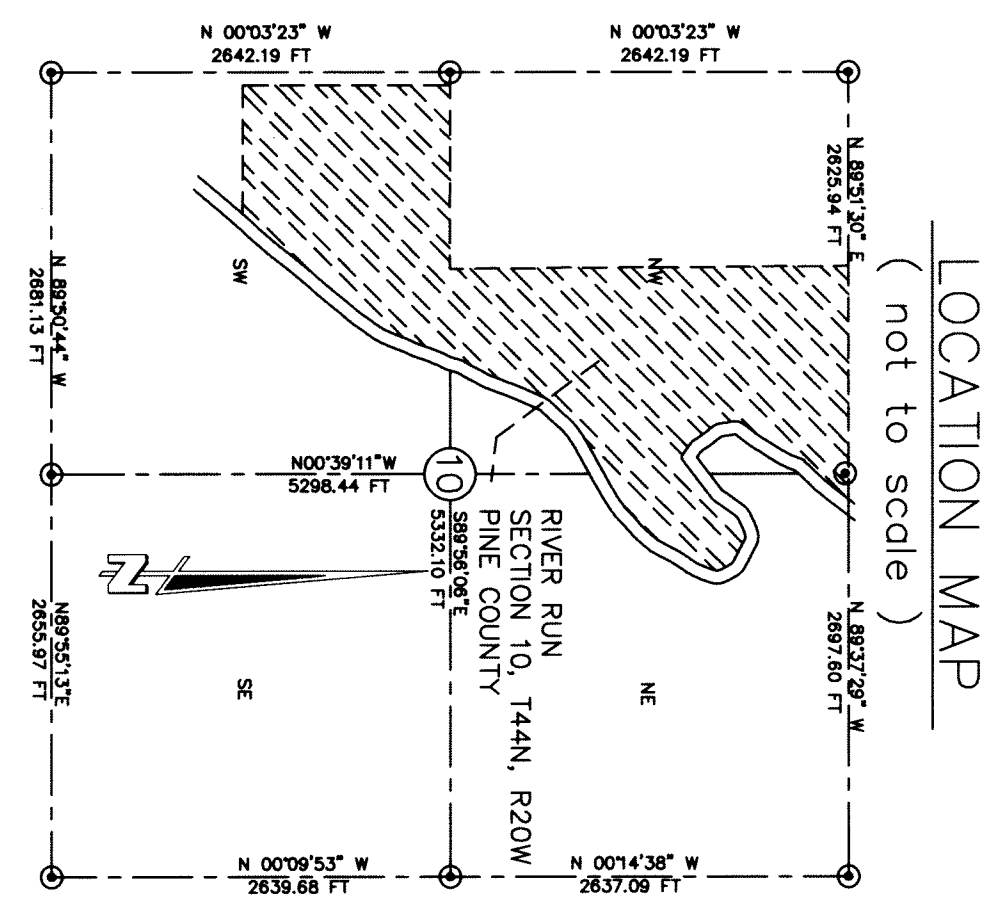 LOCATION MAP
( not to scale )
N 89°51'30" E
2625.94 FT
N 89°37'29" W
2697.60 FT
N 00°03'23" W
2642.19 FT
N 00°03'23" W
2642.19 FT
NW
NE
RIVER RUN
SECTION 10, T44N, R20W
PINE COUNTY
10
S89°56'06"E
5332.10 FT
N00°39'11"W
5298.44 FT
SW
SE
N
N 00°14'38" W
2637.09 FT
N 00°09'53" W
2639.68 FT
N 89°50'44" W
2681.13 FT
N89°55'13"E
2655.97 FT